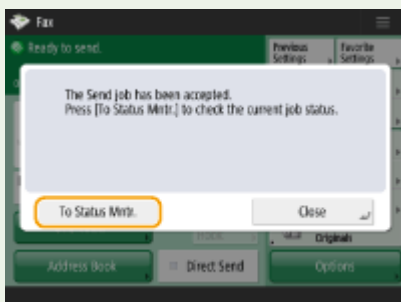 Fax
Ready to send.
Previous Settings
Favorite Settings
The Send job has been accepted.
Press [To Status Mntr.] to check the current job status.
To Status Mntr.
Close
Originals
Address Book
Direct Send
Options